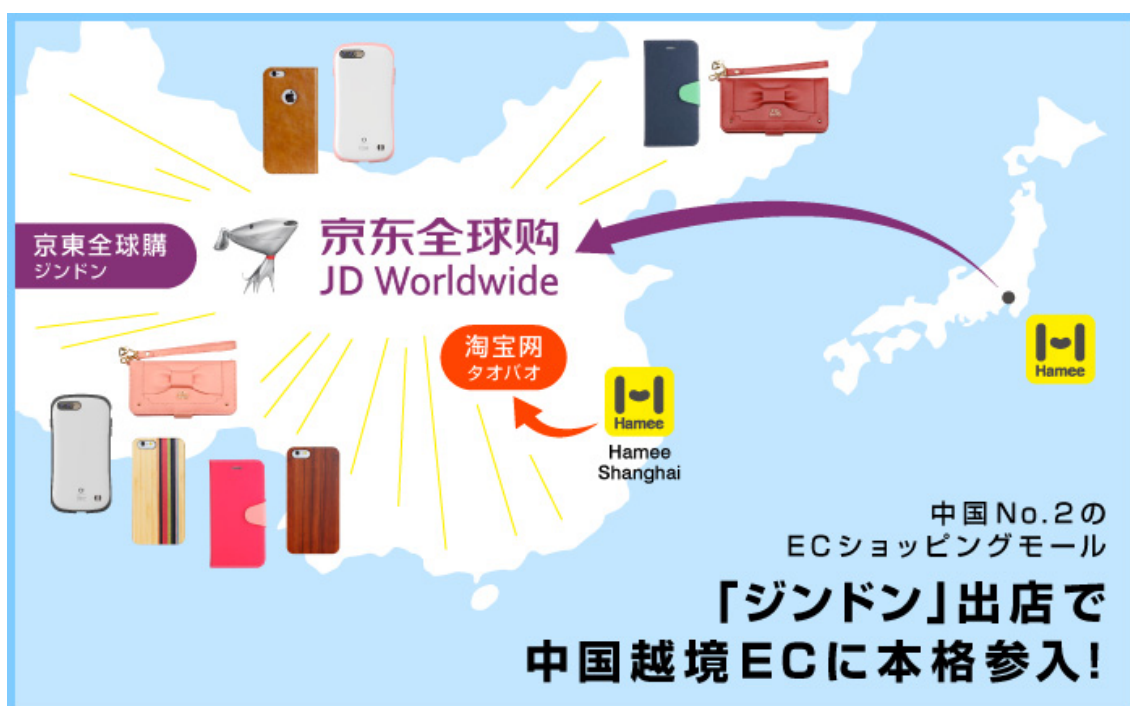 京東全球購
ジンドン
京东全球购
JD Worldwide
淘宝网
タオバオ
Hamee
Hamee
Shanghai
Hamee
中国No.2の
ECショッピングモール
「ジンドン」出店で
中国越境ECに本格参入!